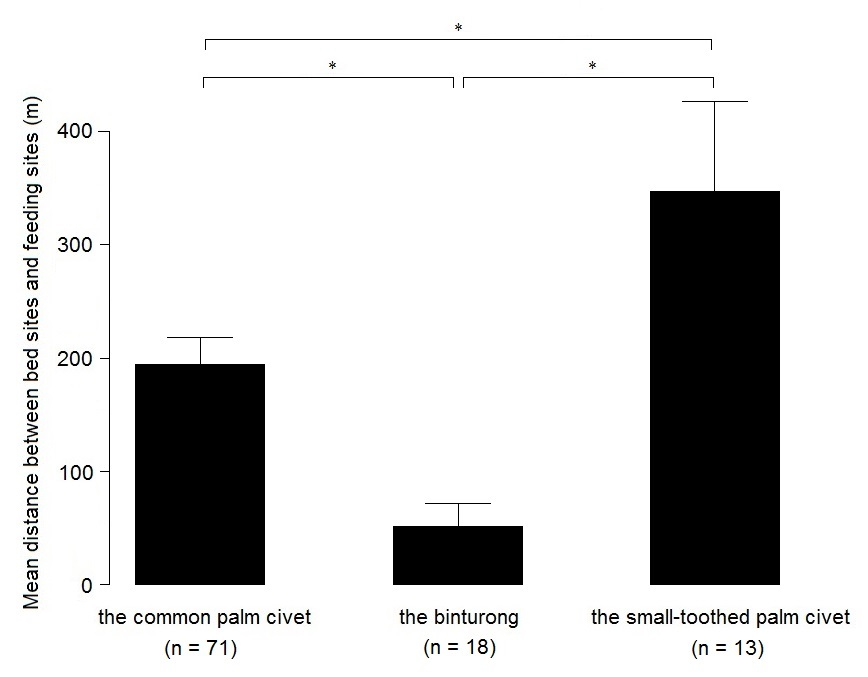 *
*
*
Mean distance between bed sites and feeding sites (m)
400
300
200
100
0
the common palm civet
(n = 71)
the binturong
(n = 18)
the small-toothed palm civet
(n = 13)